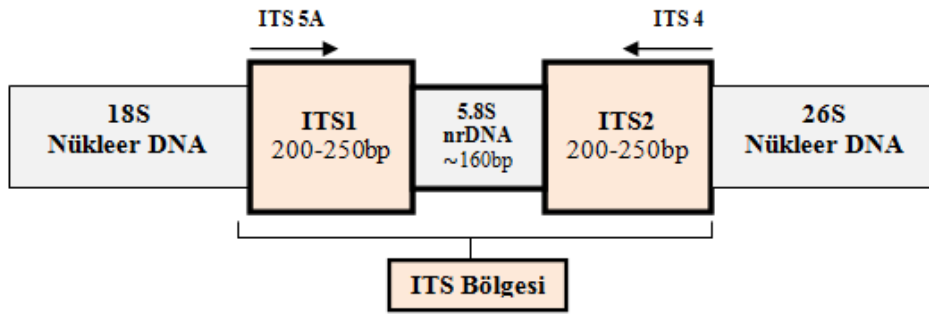 ITS 5A
ITS 4
18S
Nükleer DNA
ITS1
200-250bp
5.8S
nrDNA
~160bp
ITS2
200-250bp
26S
Nükleer DNA
ITS Bölgesi